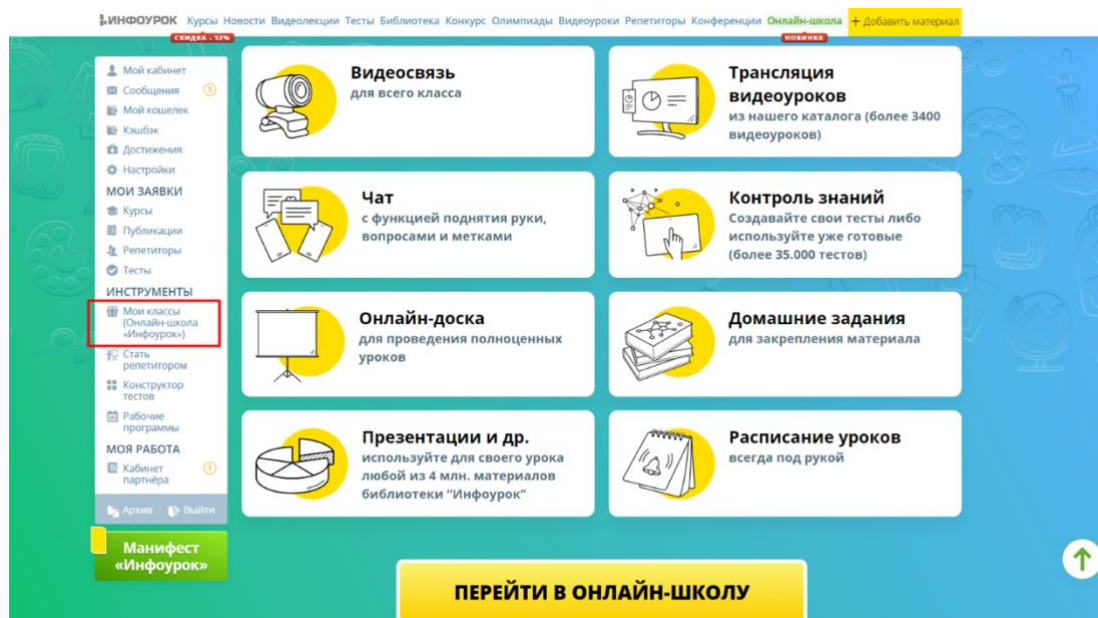 ИНФОУРОК Курсы Новости Видеолекции Тесты Библиотека Конкурс Олимпиады Видеоуроки Репетиторы Конференции Онлайн-школа + Добавить материал
СКИДКА - 52%
НОВИНКА
Мой кабинет
Сообщения 1
Мой кошелек
Кэшбэк
Достижения
Настройки
МОИ ЗАЯВКИ
Курсы
Публикации
Репетиторы
Тесты
ИНСТРУМЕНТЫ
Мои классы
(Онлайн-школа
«Инфоурок»)
Стать
репетитором
Конструктор
тестов
Рабочие
программы
МОЯ РАБОТА
Кабинет 1
партнёра
Архив Выйти
Манифест
«Инфоурок»
Видеосвязь
для всего класса
Трансляция
видеоуроков
из нашего каталога (более 3400
видеоуроков)
Чат
с функцией поднятия руки,
вопросами и метками
Контроль знаний
Создавайте свои тесты либо
используйте уже готовые
(более 35.000 тестов)
Онлайн-доска
для проведения полноценных
уроков
Домашние задания
для закрепления материала
Презентации и др.
используйте для своего урока
любой из 4 млн. материалов
библиотеки "Инфоурок"
Расписание уроков
всегда под рукой
ПЕРЕЙТИ В ОНЛАЙН-ШКОЛУ